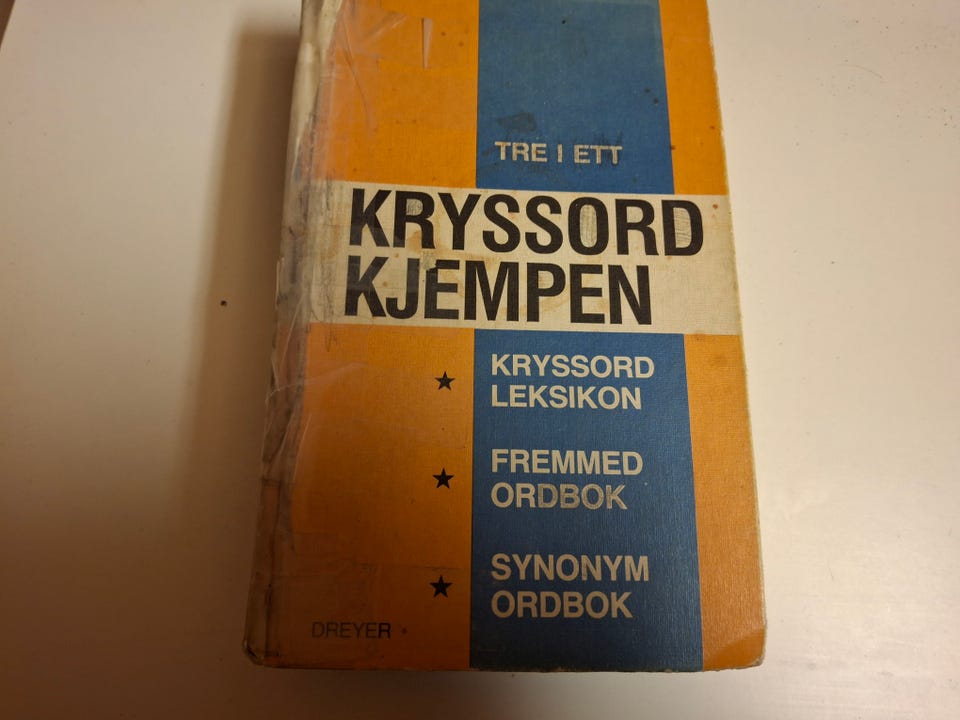 TRE I ETT
KRYSSORD
KJEMPEN
KRYSSORD
LEKSIKON
FREMMED
ORDBOK
SYNONYM
ORDBOK
DREYER